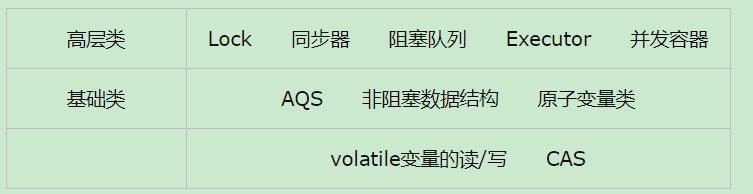 高层类 Lock 同步器 阻塞队列 Executor 并发容器
基础类 AQS 非阻塞数据结构 原子变量类
volatile变量的读/写 CAS